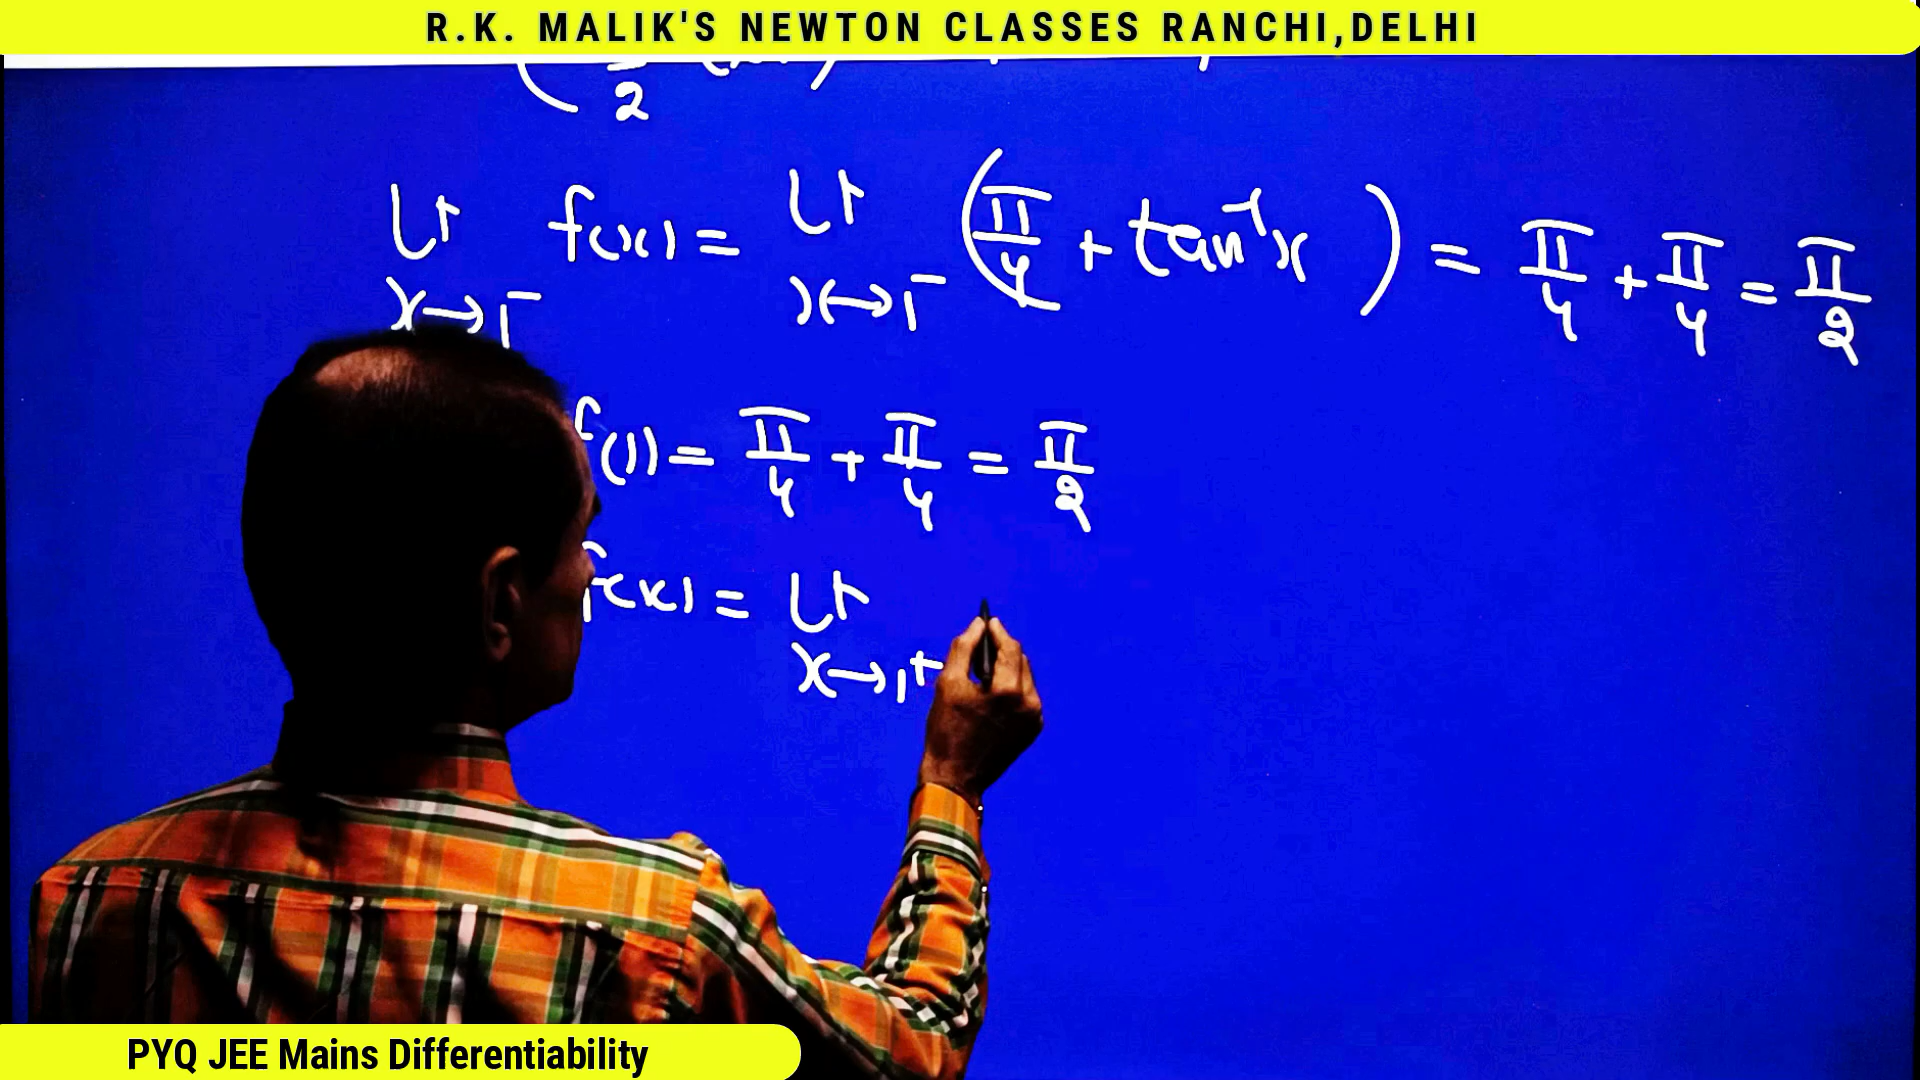 R.K. MALIK'S NEWTON CLASSES RANCHI,DELHI
2
Lt f(x) = Lt (π/4 + tan⁻¹x) = π/4 + π/4 = π/2
x→1⁻ x→1⁻
f(1) = π/4 + π/4 = π/2
f(x) = Lt
x→1⁺
PYQ JEE Mains Differentiability